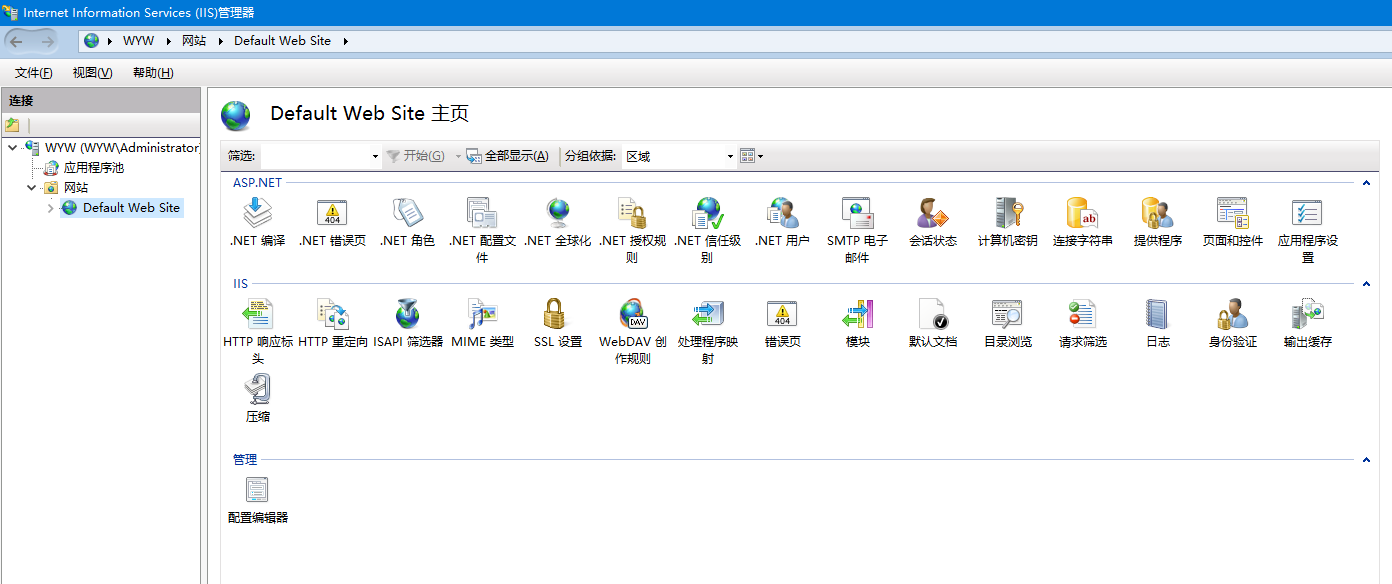 Internet Information Services (IIS)管理器
WYW 网站 Default Web Site
文件(F) 视图(V) 帮助(H)
连接
WYW (WYW\Administrator
应用程序池
网站
Default Web Site
Default Web Site 主页
筛选: 开始(G) 全部显示(A) 分组依据: 区域
ASP.NET
.NET 编译 .NET 错误页 .NET 角色 .NET 配置文 .NET 全球化 .NET 授权规 .NET 信任级 .NET 用户 SMTP 电子 会话状态 计算机密钥 连接字符串 提供程序 页面和控件 应用程序设
件 则 别 邮件 置
IIS
404
DAV
404
HTTP 响应标 HTTP 重定向 ISAPI 筛选器 MIME 类型 SSL 设置 WebDAV 创 处理程序映 错误页 模块 默认文档 目录浏览 请求筛选 日志 身份验证 输出缓存
头 作规则 射
压缩
管理
配置编辑器